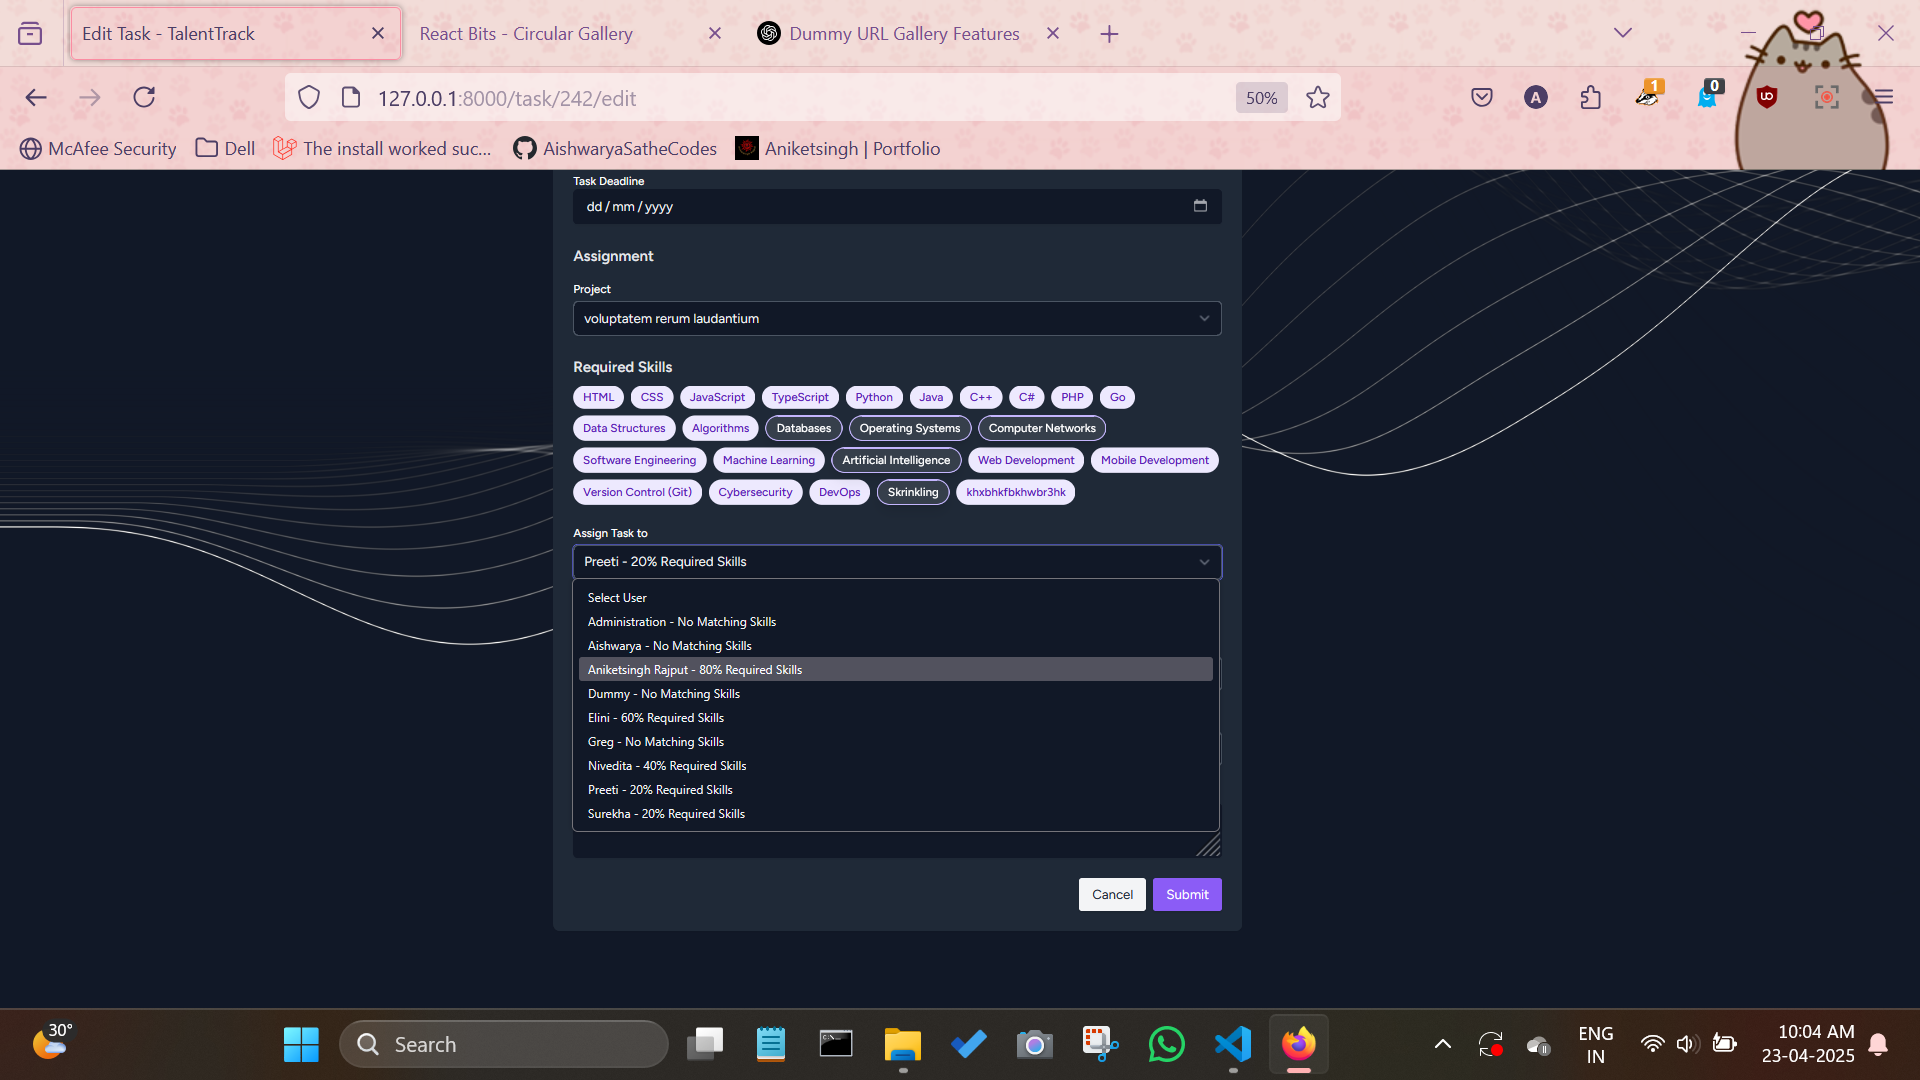 Edit Task - TalentTrack
React Bits - Circular Gallery
Dummy URL Gallery Features
127.0.0.1:8000/task/242/edit
50%
A
1
0
McAfee Security
Dell
The install worked suc...
AishwaryaSatheCodes
Aniketsingh | Portfolio
Task Deadline
dd / mm / yyyy
Assignment
Project
voluptatem rerum laudantium
Required Skills
HTML CSS JavaScript TypeScript Python Java C++ C# PHP Go
Data Structures Algorithms Databases Operating Systems Computer Networks
Software Engineering Machine Learning Artificial Intelligence Web Development Mobile Development
Version Control (Git) Cybersecurity DevOps Skrinkling khxbhkfbkhwbr3hk
Assign Task to
Preeti - 20% Required Skills
Select User
Administration - No Matching Skills
Aishwarya - No Matching Skills
Aniketsingh Rajput - 80% Required Skills
Dummy - No Matching Skills
Elini - 60% Required Skills
Greg - No Matching Skills
Nivedita - 40% Required Skills
Preeti - 20% Required Skills
Surekha - 20% Required Skills
Cancel
Submit
30°
Search
ENG
IN
10:04 AM
23-04-2025